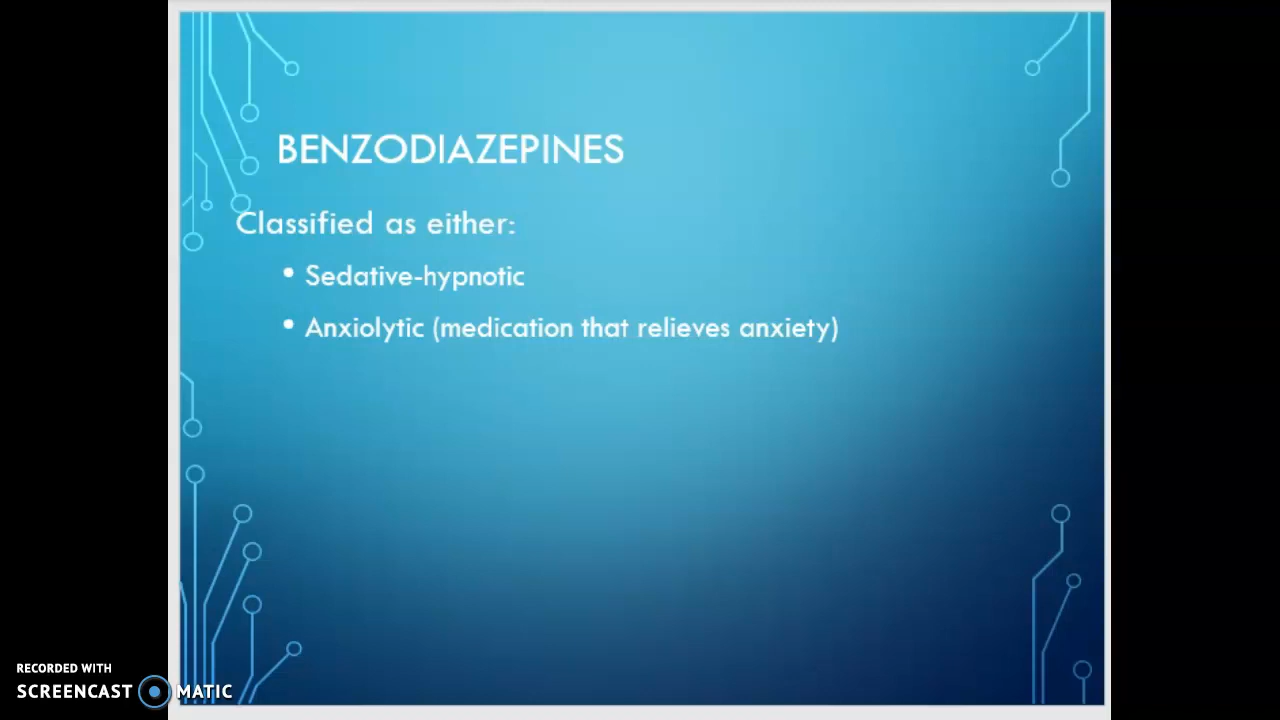 BENZODIAZEPINES
Classified as either:
• Sedative-hypnotic
• Anxiolytic (medication that relieves anxiety)
RECORDED WITH
SCREENCAST MATIC